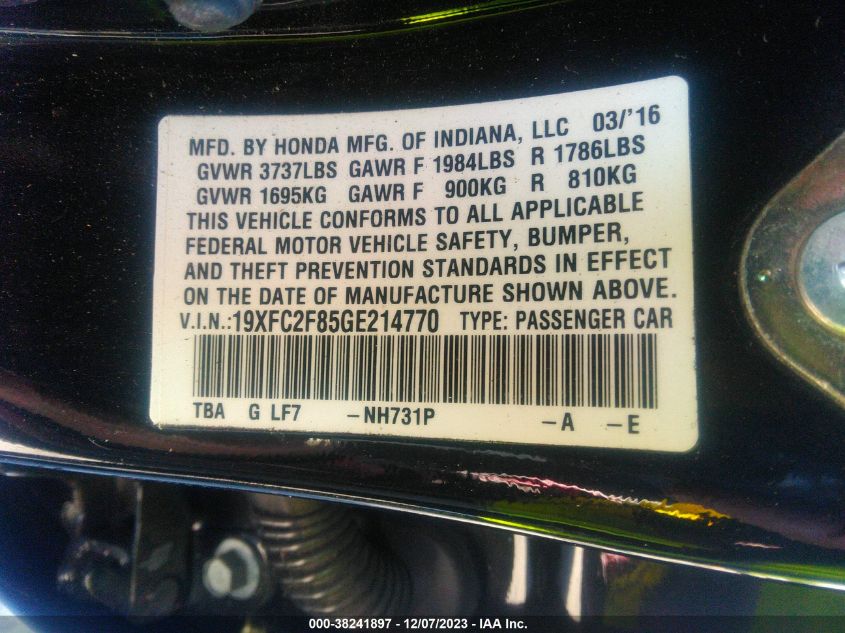 MFD. BY HONDA MFG. OF INDIANA, LLC 03/'16
GVWR 3737LBS GAWR F 1984LBS R 1786LBS
GVWR 1695KG GAWR F 900KG R 810KG
THIS VEHICLE CONFORMS TO ALL APPLICABLE
FEDERAL MOTOR VEHICLE SAFETY, BUMPER,
AND THEFT PREVENTION STANDARDS IN EFFECT
ON THE DATE OF MANUFACTURE SHOWN ABOVE.
V.I.N.:19XFC2F85GE214770 TYPE: PASSENGER CAR
TBA G LF7 –NH731P –A –E
000-38241897 - 12/07/2023 - IAA Inc.